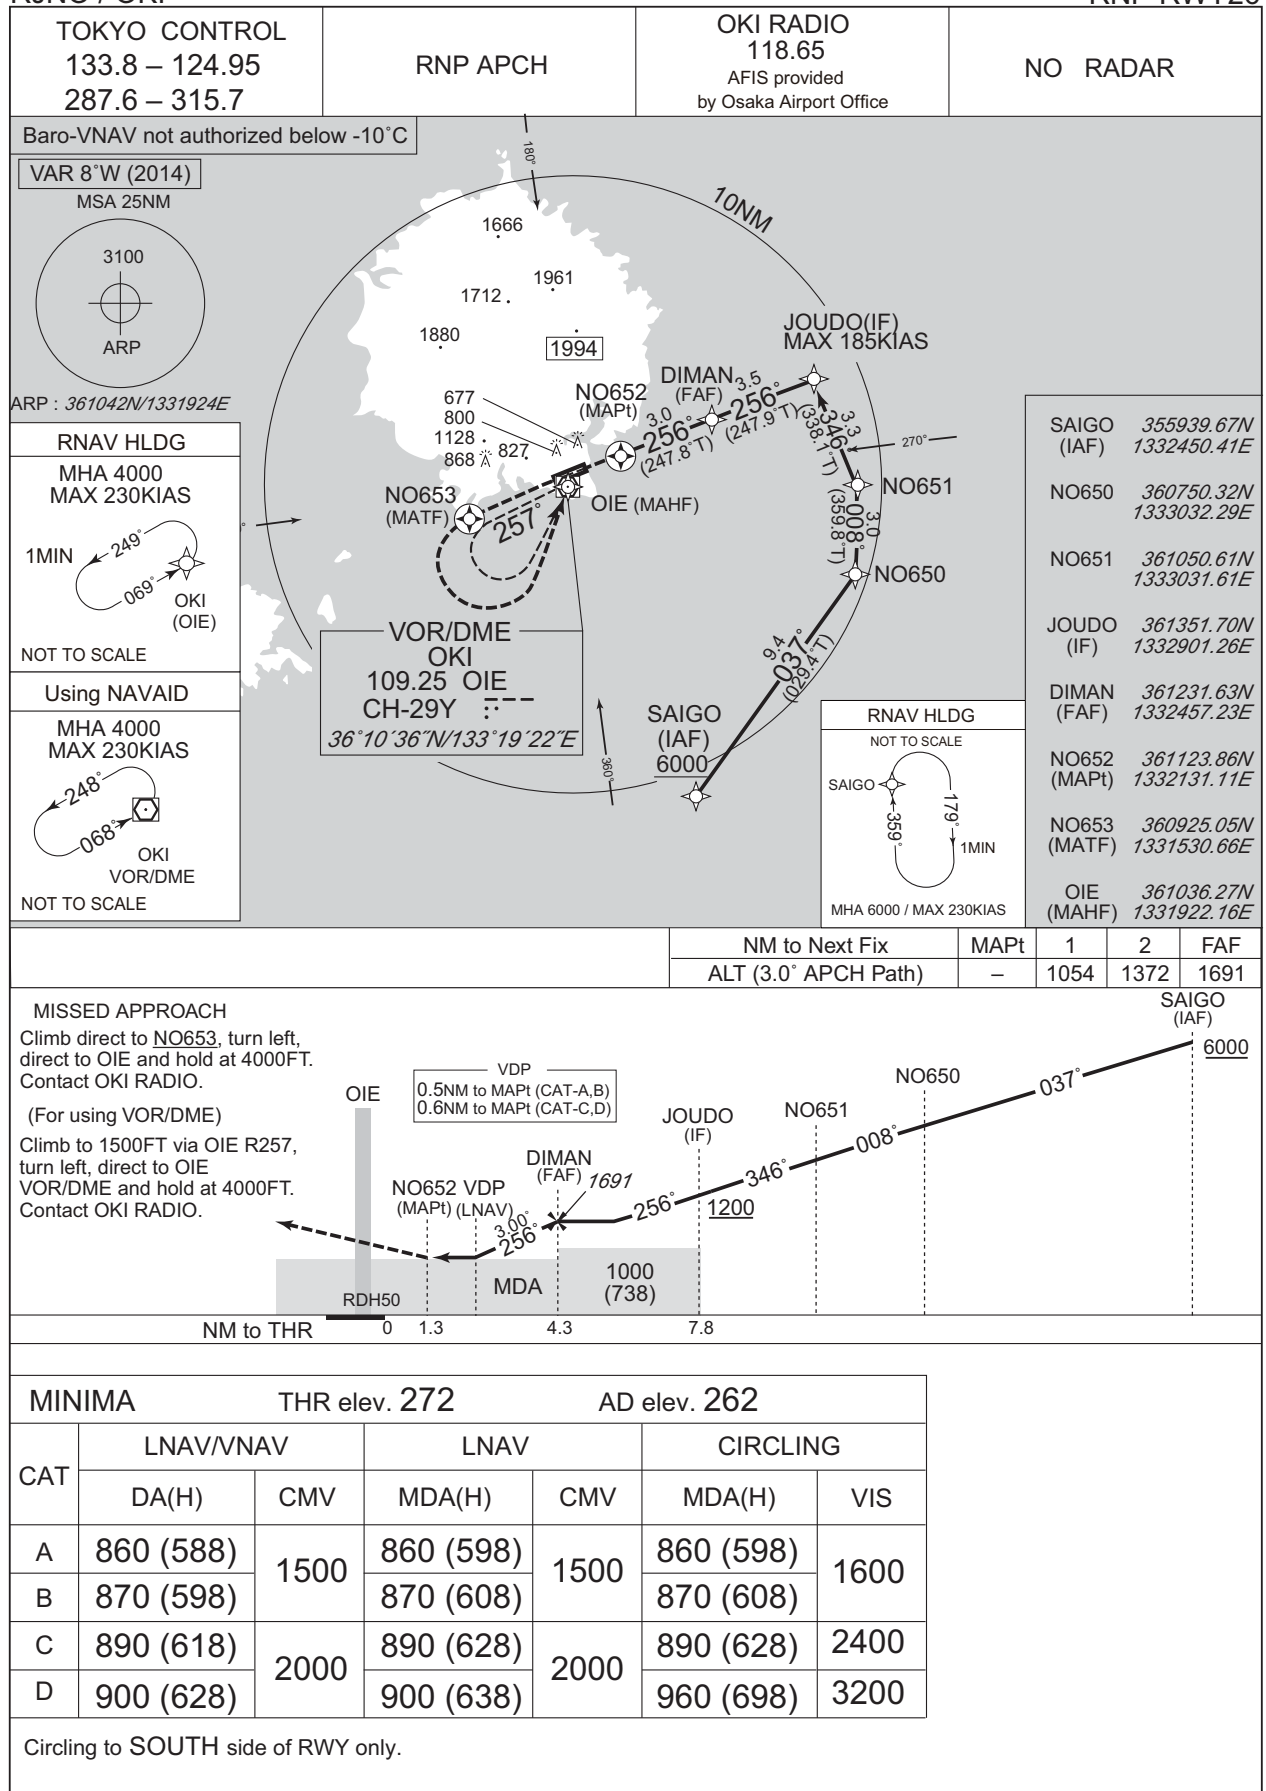 RJNO / OKI
RNP RWY26
TOKYO CONTROL
133.8 – 124.95
287.6 – 315.7
RNP APCH
OKI RADIO
118.65
AFIS provided
by Osaka Airport Office
NO RADAR
Baro-VNAV not authorized below -10˚C
VAR 8˚W (2014)
MSA 25NM
3100
ARP
ARP : 361042N/1331924E
180˚
10NM
1666
1961
1712
1880
1994
677
800
1128
868
827
JOUDO(IF)
MAX 185KIAS
DIMAN
(FAF)
3.5
256˚
(247.9˚T)
NO652
(MAPt)
3.0
256˚
(247.8˚T)
3.3
346˚
(338.1˚T)
270˚
NO651
3.0
008˚
(359.8˚T)
NO650
NO653
(MATF)
257˚
OIE (MAHF)
9.4
037˚
(029.4˚T)
SAIGO
(IAF)
6000
360˚
VOR/DME
OKI
109.25 OIE
CH-29Y
36˚10´36˝N/133˚19´22˝E
RNAV HLDG
MHA 4000
MAX 230KIAS
1MIN
249˚
069˚
OKI
(OIE)
NOT TO SCALE
Using NAVAID
MHA 4000
MAX 230KIAS
248˚
068˚
OKI
VOR/DME
NOT TO SCALE
RNAV HLDG
NOT TO SCALE
SAIGO
179˚
359˚
1MIN
MHA 6000 / MAX 230KIAS
SAIGO 355939.67N
(IAF) 1332450.41E
NO650 360750.32N
1333032.29E
NO651 361050.61N
1333031.61E
JOUDO 361351.70N
(IF) 1332901.26E
DIMAN 361231.63N
(FAF) 1332457.23E
NO652 361123.86N
(MAPt) 1332131.11E
NO653 360925.05N
(MATF) 1331530.66E
OIE 361036.27N
(MAHF) 1331922.16E
NM to Next Fix MAPt 1 2 FAF
ALT (3.0˚ APCH Path) – 1054 1372 1691
MISSED APPROACH
Climb direct to NO653, turn left,
direct to OIE and hold at 4000FT.
Contact OKI RADIO.
(For using VOR/DME)
Climb to 1500FT via OIE R257,
turn left, direct to OIE
VOR/DME and hold at 4000FT.
Contact OKI RADIO.
OIE
VDP
0.5NM to MAPt (CAT-A,B)
0.6NM to MAPt (CAT-C,D)
NO652 VDP
(MAPt) (LNAV)
3.00˚
256˚
DIMAN
(FAF)
1691
JOUDO
(IF)
256˚
1200
346˚
NO651
008˚
NO650
037˚
SAIGO
(IAF)
6000
MDA
1000
(738)
RDH50
NM to THR 0 1.3 4.3 7.8
MINIMA THR elev. 272 AD elev. 262
CAT LNAV/VNAV LNAV CIRCLING
DA(H) CMV MDA(H) CMV MDA(H) VIS
A 860 (588) 1500 860 (598) 1500 860 (598) 1600
B 870 (598) 870 (608) 870 (608)
C 890 (618) 2000 890 (628) 2000 890 (628) 2400
D 900 (628) 900 (638) 960 (698) 3200
Circling to SOUTH side of RWY only.